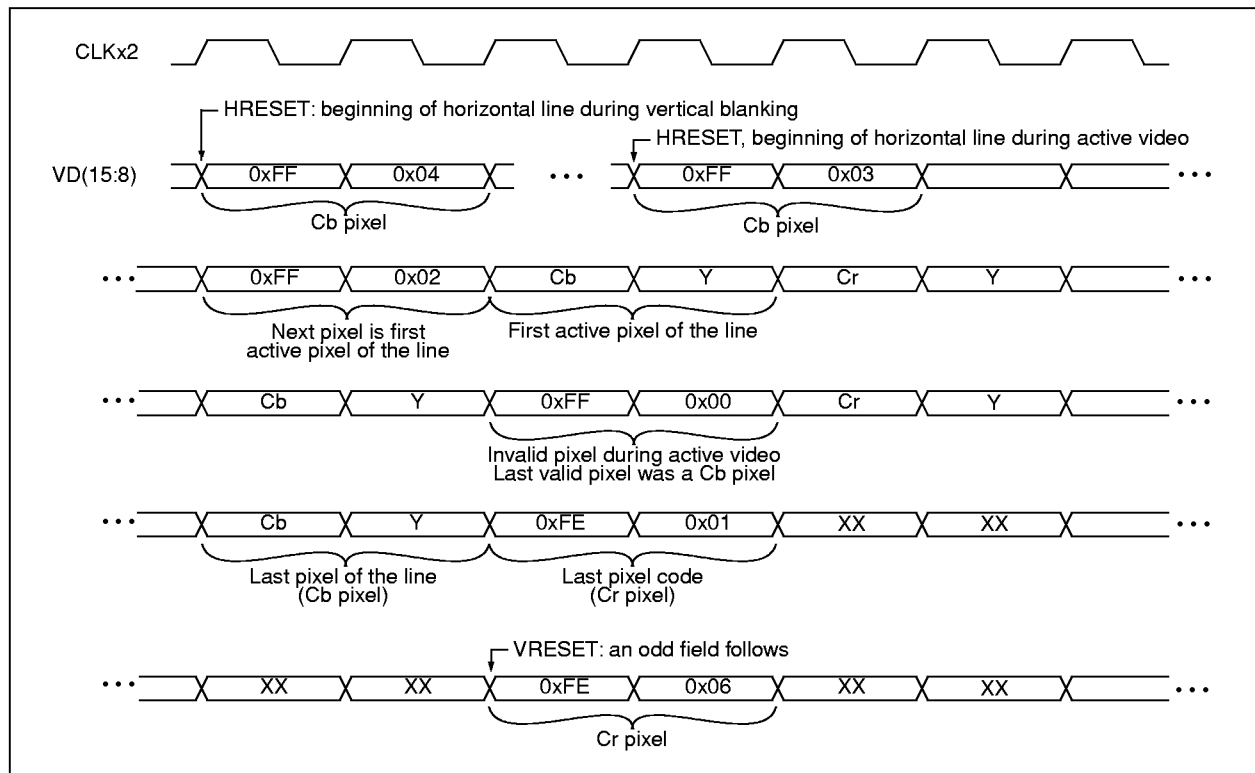 CLKx2
HRESET: beginning of horizontal line during vertical blanking
HRESET, beginning of horizontal line during active video
VD(15:8) 0xFF 0x04 • • • 0xFF 0x03 • • •
Cb pixel Cb pixel
• • • 0xFF 0x02 Cb Y Cr Y • • •
Next pixel is first
active pixel of the line
First active pixel of the line
• • • Cb Y 0xFF 0x00 Cr Y • • •
Invalid pixel during active video
Last valid pixel was a Cb pixel
• • • Cb Y 0xFE 0x01 XX XX • • •
Last pixel of the line
(Cb pixel)
Last pixel code
(Cr pixel)
VRESET: an odd field follows
• • • XX XX 0xFE 0x06 XX XX • • •
Cr pixel